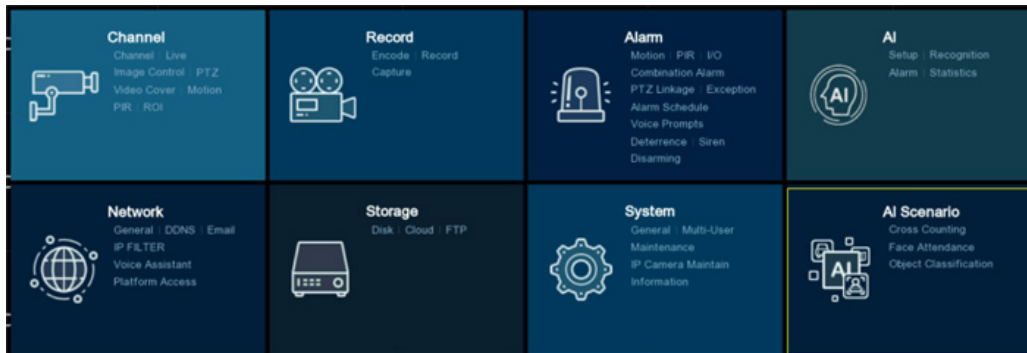 Channel
Channel | Live
Image Control | PTZ
Video Cover | Motion
PIR | ROI
Record
Encode | Record
Capture
Alarm
Motion | PIR | I/O
Combination Alarm
PTZ Linkage | Exception
Alarm Schedule
Voice Prompts
Deterrence | Siren
Disarming
AI
Setup | Recognition
Alarm | Statistics
AI
Network
General | DDNS | Email
IP FILTER
Voice Assistant
Platform Access
Storage
Disk | Cloud | FTP
System
General | Multi-User
Maintenance
IP Camera Maintain
Information
AI Scenario
Cross Counting
Face Attendance
Object Classification
AI